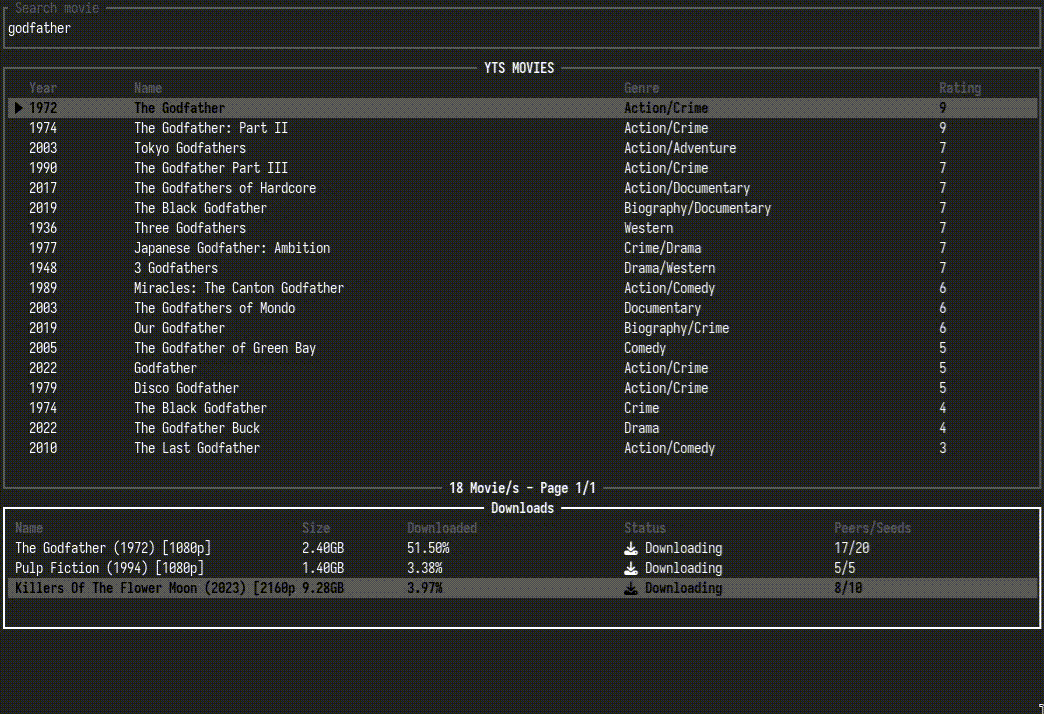 Search movie
godfather
YTS MOVIES
Year Name Genre Rating
1972 The Godfather Action/Crime 9
1974 The Godfather: Part II Action/Crime 9
2003 Tokyo Godfathers Action/Adventure 7
1990 The Godfather Part III Action/Crime 7
2017 The Godfathers of Hardcore Action/Documentary 7
2019 The Black Godfather Biography/Documentary 7
1936 Three Godfathers Western 7
1977 Japanese Godfather: Ambition Crime/Drama 7
1948 3 Godfathers Drama/Western 7
1989 Miracles: The Canton Godfather Action/Comedy 6
2003 The Godfathers of Mondo Documentary 6
2019 Our Godfather Biography/Crime 6
2005 The Godfather of Green Bay Comedy 5
2022 Godfather Action/Crime 5
1979 Disco Godfather Action/Crime 5
1974 The Black Godfather Crime 4
2022 The Godfather Buck Drama 4
2010 The Last Godfather Action/Comedy 3
18 Movie/s - Page 1/1
Downloads
Name Size Downloaded Status Peers/Seeds
The Godfather (1972) [1080p] 2.40GB 51.50% Downloading 17/20
Pulp Fiction (1994) [1080p] 1.40GB 3.38% Downloading 5/5
Killers Of The Flower Moon (2023) [2160p 9.28GB 3.97% Downloading 8/10